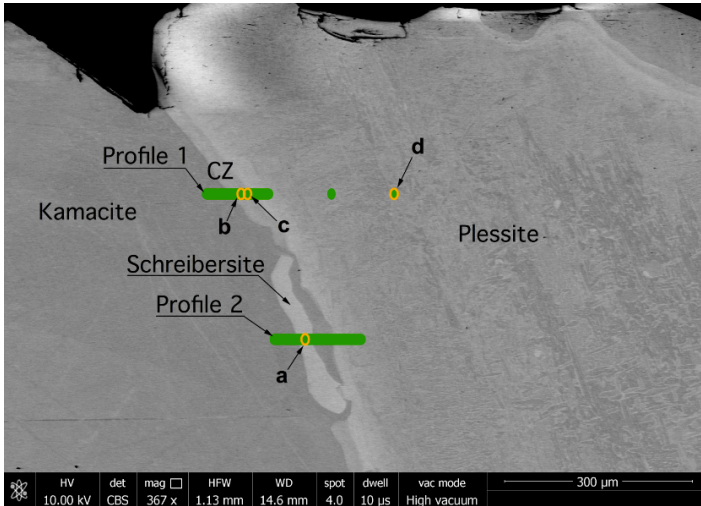 Profile 1
CZ
d
Kamacite
b
c
Plessite
Schreibersite
Profile 2
a
HV
det
mag
HFW
WD
spot
dwell
vac mode
300 µm
10.00 kV
CBS
367 x
1.13 mm
14.6 mm
4.0
10 µs
High vacuum